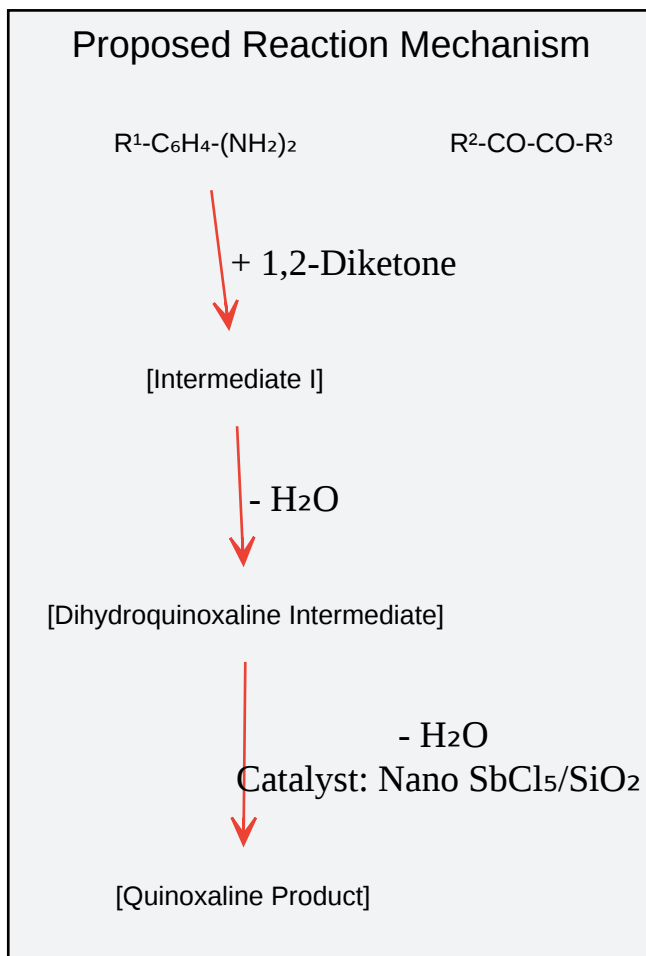 Proposed Reaction Mechanism
R¹-C₆H₄-(NH₂)₂
R²-CO-CO-R³
+ 1,2-Diketone
[Intermediate I]
- H₂O
[Dihydroquinoxaline Intermediate]
- H₂O
Catalyst: Nano SbCl₅/SiO₂
[Quinoxaline Product]